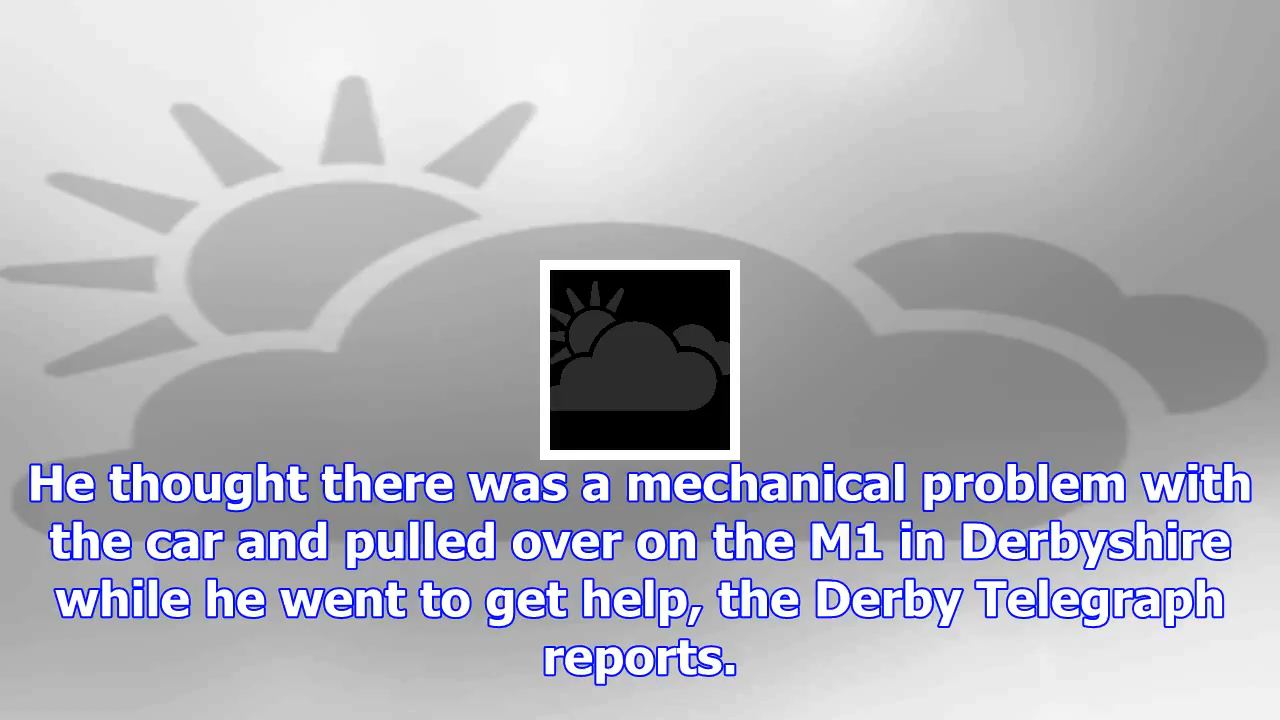 He thought there was a mechanical problem with
the car and pulled over on the M1 in Derbyshire
while he went to get help, the Derby Telegraph
reports.